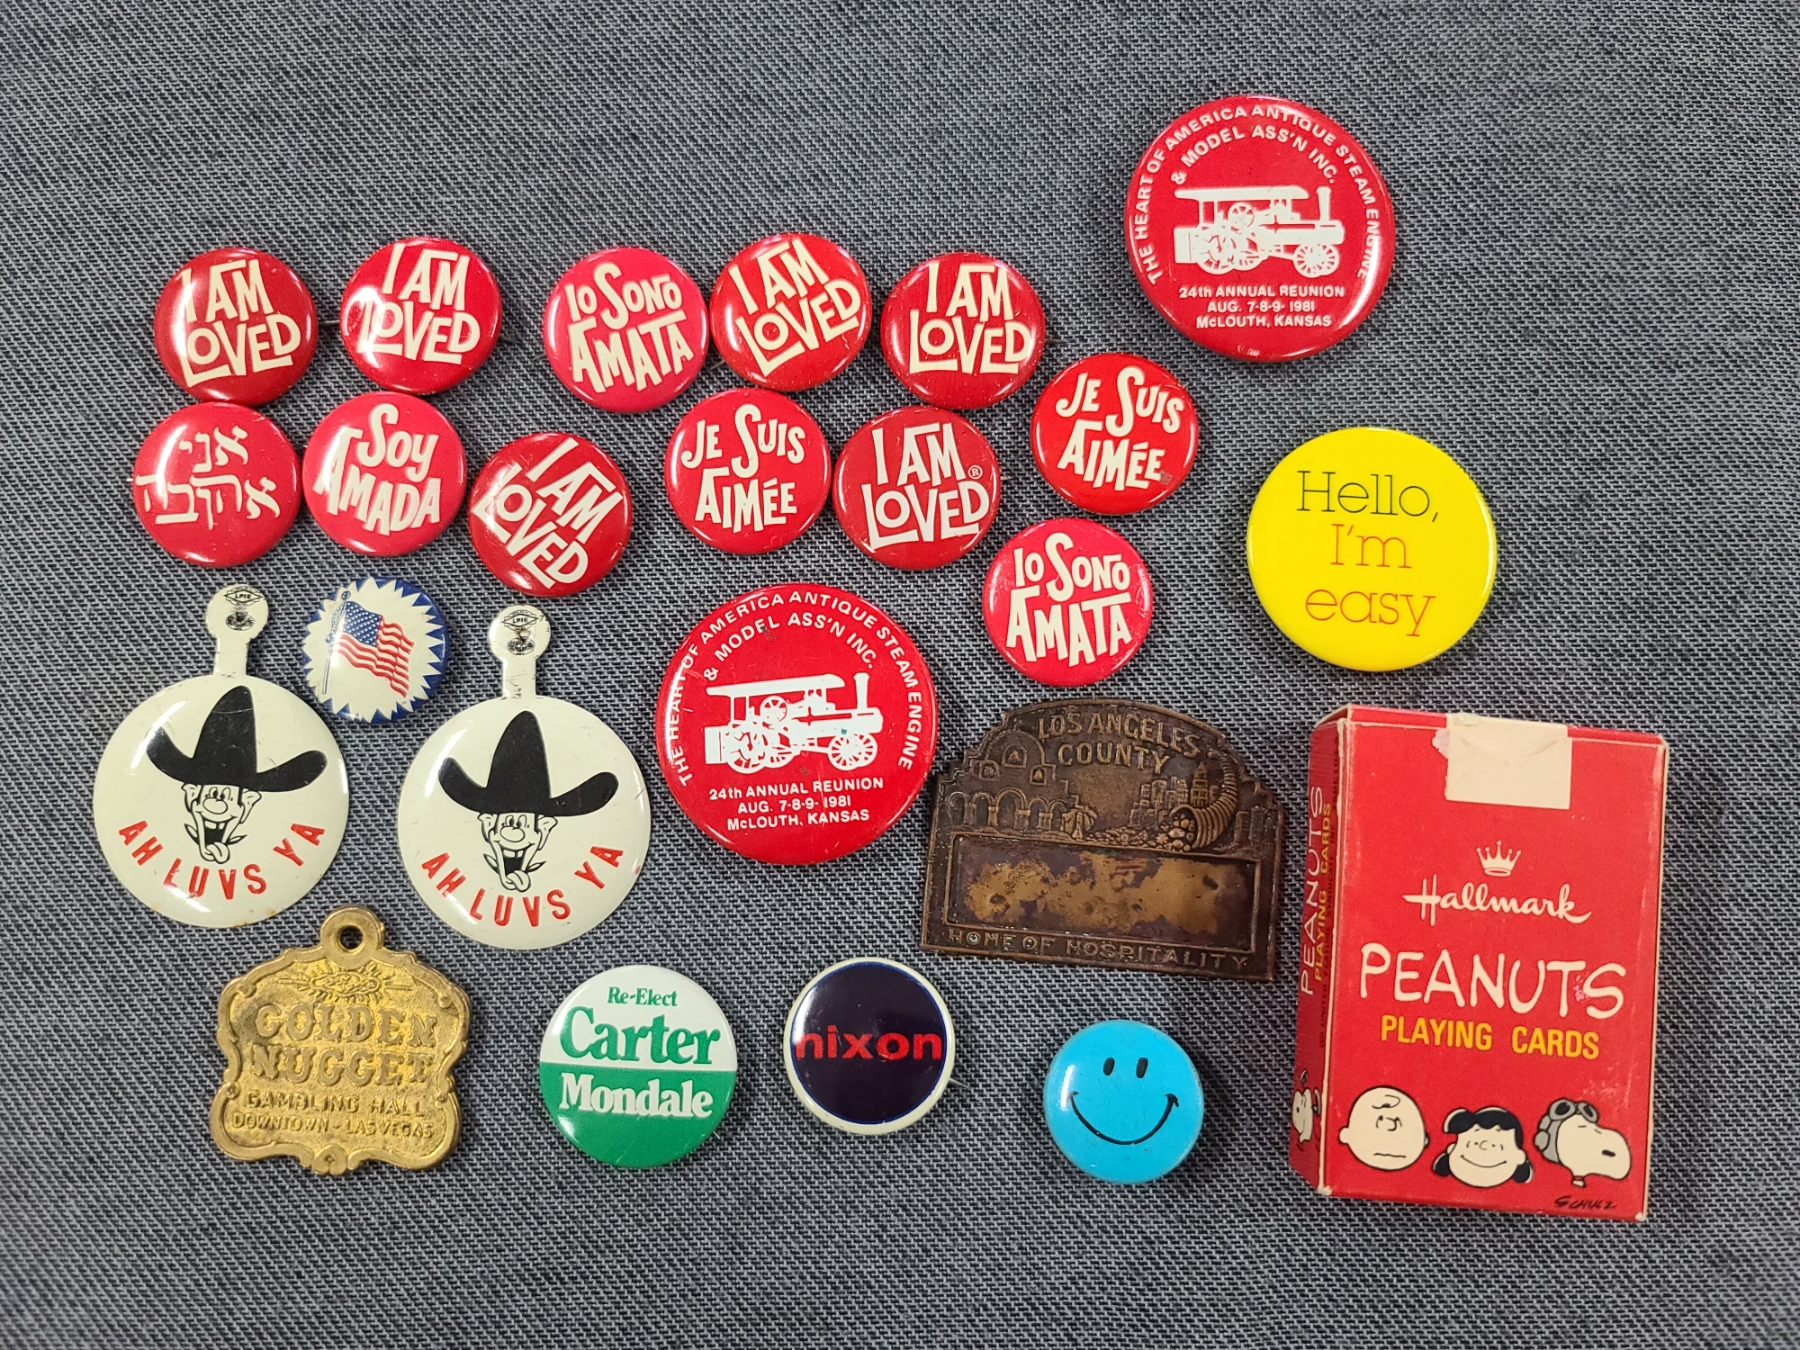 I AM
LOVED
I AM
LOVED
Io Sono
AMATA
I AM
LOVED
I AM
LOVED
THE HEART OF AMERICA ANTIQUE STEAM ENGINE
& MODEL ASS'N INC.
24th ANNUAL REUNION
AUG. 7-8-9- 1981
McLOUTH, KANSAS
אני
אהובה
Soy
AMADA
I AM
LOVED
JE SUIS
AIMÉE
I AM
LOVED®
JE SUIS
AIMÉE
Io Sono
AMATA
Hello,
I'm
easy
LPIE
AH LUVS YA
LPIE
AH LUVS YA
THE HEART OF AMERICA ANTIQUE STEAM ENGINE
& MODEL ASS'N INC.
24th ANNUAL REUNION
AUG. 7-8-9- 1981
McLOUTH, KANSAS
LOS ANGELES
COUNTY
HOME OF HOSPITALITY
PEANUTS
PLAYING CARDS
Hallmark
PEANUTS
PLAYING CARDS
SCHULZ
GOLDEN
NUGGET
GAMBLING HALL
DOWNTOWN - LAS VEGAS
Re-Elect
Carter
Mondale
nixon